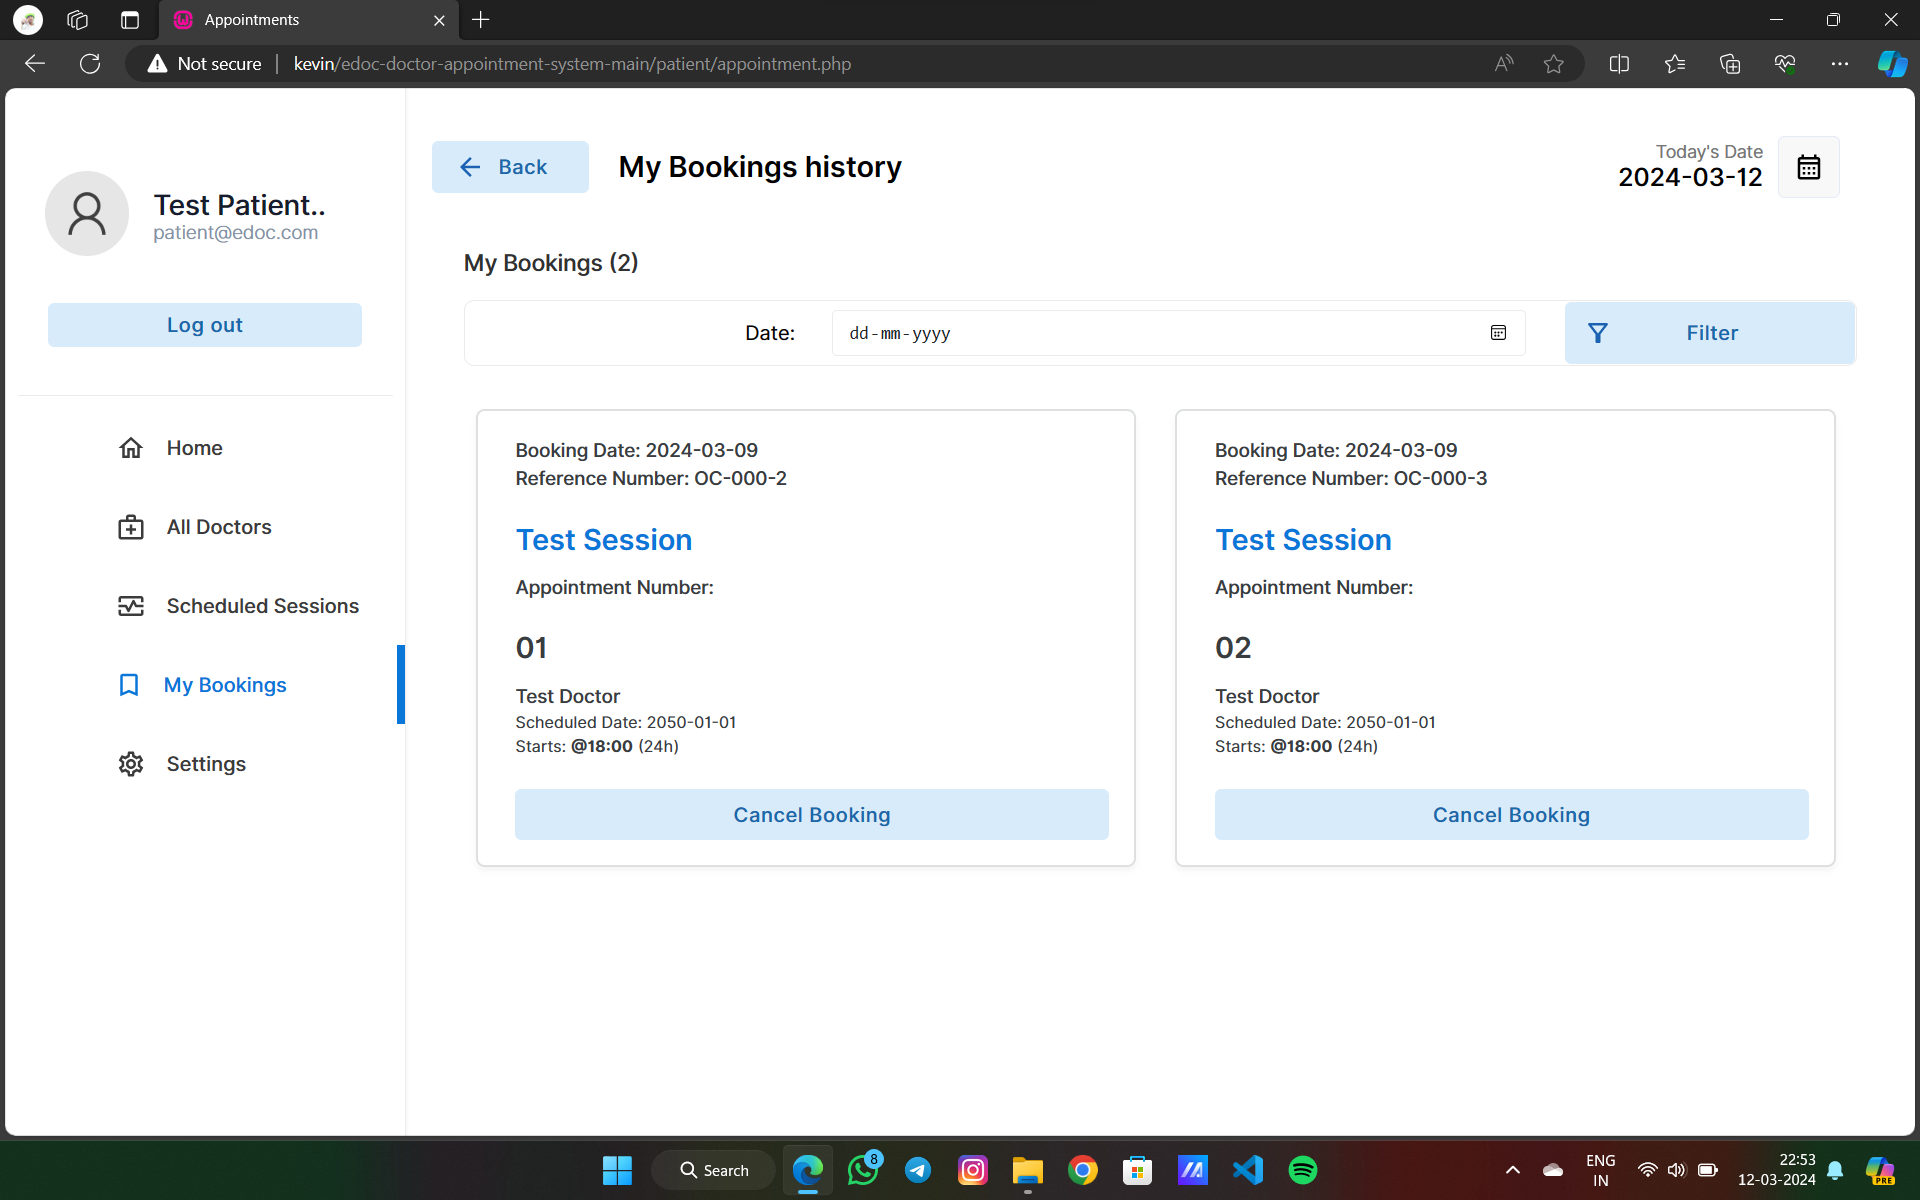 Appointments
Not secure
kevin/edoc-doctor-appointment-system-main/patient/appointment.php
Test Patient..
patient@edoc.com
Log out
Home
All Doctors
Scheduled Sessions
My Bookings
Settings
Back
My Bookings history
Today's Date
2024-03-12
My Bookings (2)
Date:
dd-mm-yyyy
Filter
Booking Date: 2024-03-09
Reference Number: OC-000-2
Test Session
Appointment Number:
01
Test Doctor
Scheduled Date: 2050-01-01
Starts: @18:00 (24h)
Cancel Booking
Booking Date: 2024-03-09
Reference Number: OC-000-3
Test Session
Appointment Number:
02
Test Doctor
Scheduled Date: 2050-01-01
Starts: @18:00 (24h)
Cancel Booking
Search
8
ENG
IN
22:53
12-03-2024
PRE